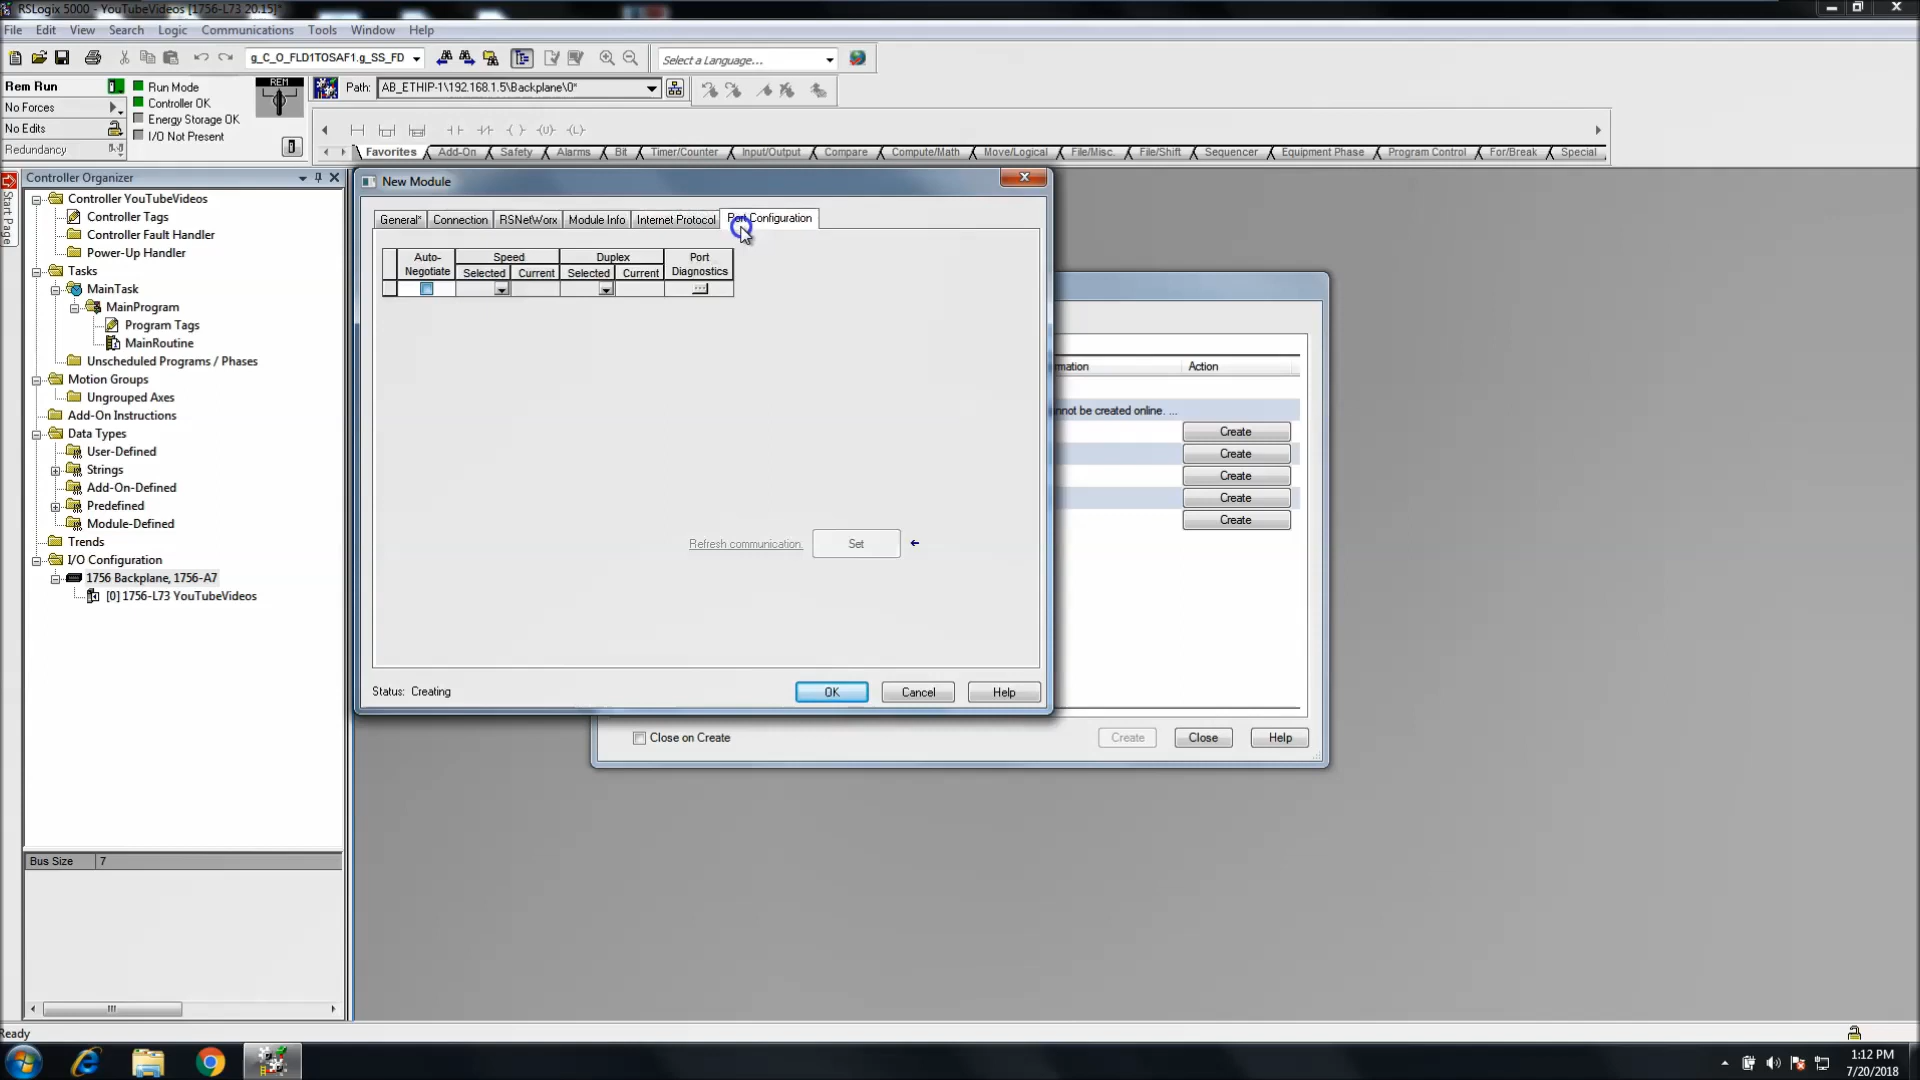 RSLogix 5000 - YouTubeVideos [1756-L73 20.15]*
File Edit View Search Logic Communications Tools Window Help
g_C_O_FLD1TOSAF1.g_SS_FD
Select a Language...
Rem Run
No Forces
No Edits
Redundancy
Run Mode
Controller OK
Energy Storage OK
I/O Not Present
REM
Path: AB_ETHIP-1\192.168.1.5\Backplane\0*
Favorites Add-On Safety Alarms Bit Timer/Counter Input/Output Compare Compute/Math Move/Logical File/Misc. File/Shift Sequencer Equipment Phase Program Control For/Break Special
Start Page
Controller Organizer
Controller YouTubeVideos
Controller Tags
Controller Fault Handler
Power-Up Handler
Tasks
MainTask
MainProgram
Program Tags
MainRoutine
Unscheduled Programs / Phases
Motion Groups
Ungrouped Axes
Add-On Instructions
Data Types
User-Defined
Strings
Add-On-Defined
Predefined
Module-Defined
Trends
I/O Configuration
1756 Backplane, 1756-A7
[0] 1756-L73 YouTubeVideos
Bus Size 7
New Module
General* Connection RSNetWorx Module Info Internet Protocol Port Configuration
Auto-Negotiate
Speed
Selected Current
Duplex
Selected Current
Port Diagnostics
Refresh communication. Set
Status: Creating
OK Cancel Help
mation Action
nnot be created online. ...
Create
Create
Create
Create
Create
Close on Create
Create Close Help
Ready
1:12 PM
7/20/2018